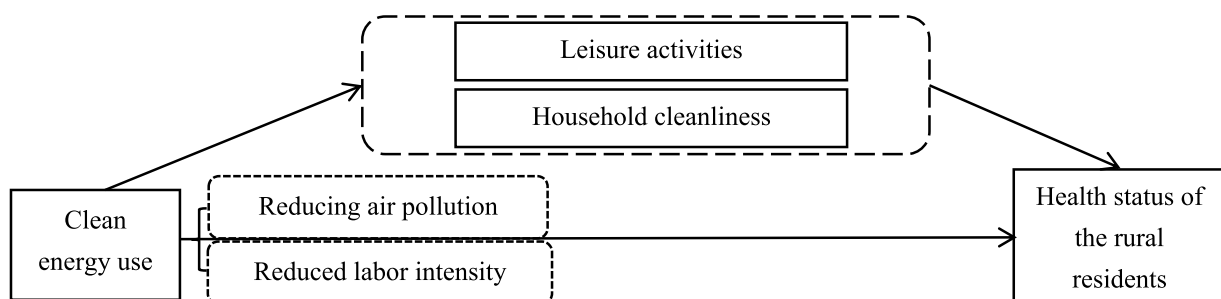 Leisure activities
Household cleanliness
Clean
energy use
Reducing air pollution
Reduced labor intensity
Health status of
the rural
residents